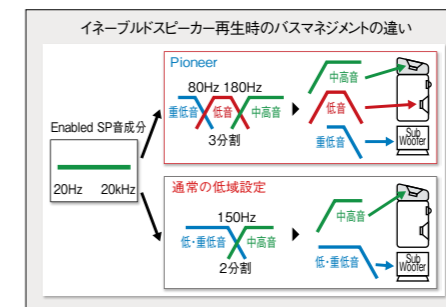 イネーブルドスピーカー再生時のバスマネジメントの違い
Enabled SP音成分
20Hz 20kHz
Pioneer
80Hz 180Hz
重低音 低音 中高音
3分割
中高音
低音
重低音
Sub
Woofer
通常の低域設定
150Hz
低・重低音 中高音
2分割
中高音
低・重低音
Sub
Woofer